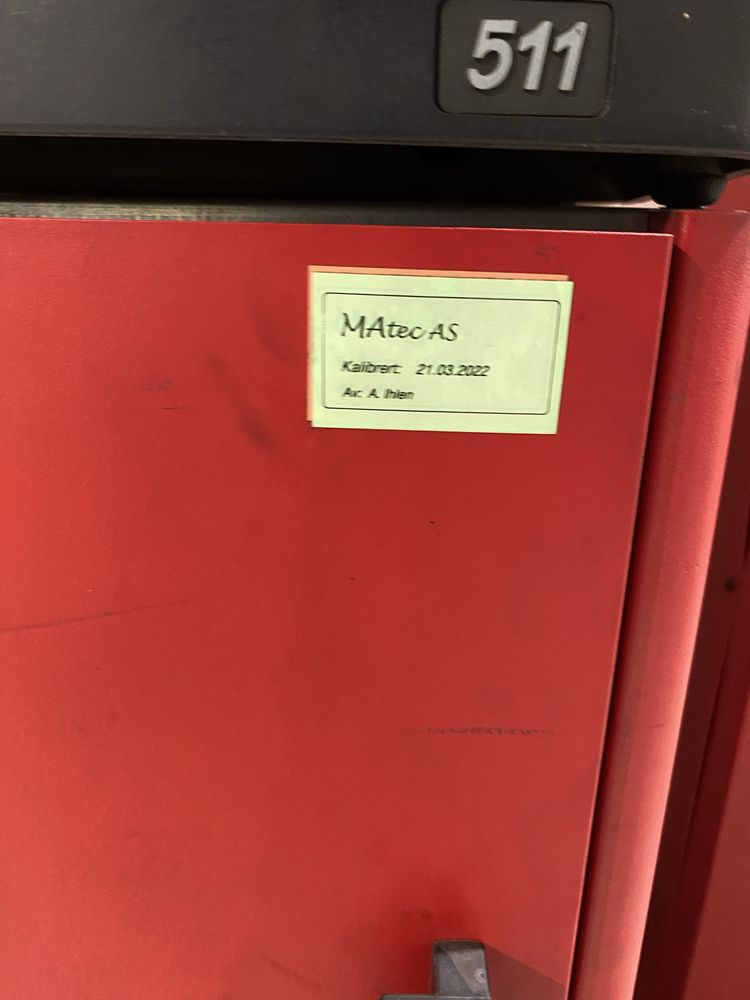 511
MAtec AS
Kalibrert: 21.03.2022
Av: A. Ihlen